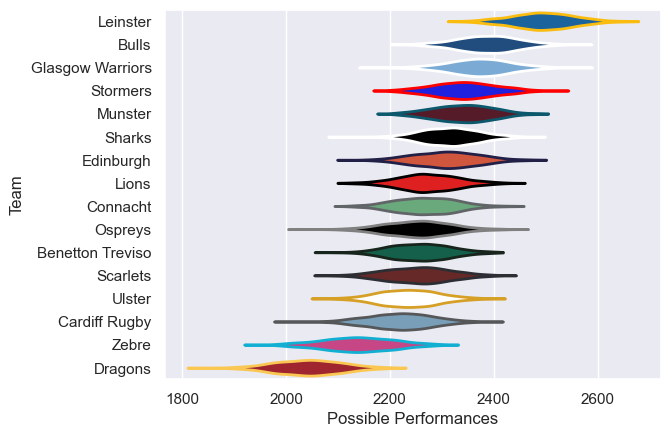 Leinster
Bulls
Glasgow Warriors
Stormers
Munster
Sharks
Edinburgh
Lions
Connacht
Ospreys
Benetton Treviso
Scarlets
Ulster
Cardiff Rugby
Zebre
Dragons
Team
1800 2000 2200 2400 2600
Possible Performances